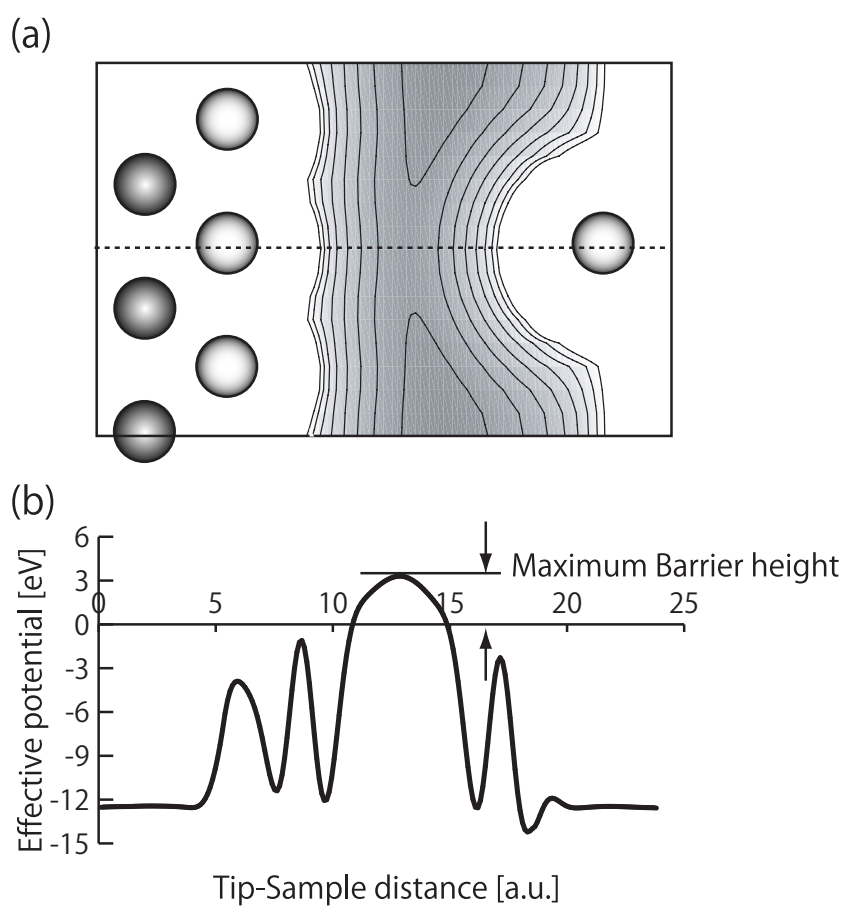 (a)
(b)
6
3
0
-3
-6
-9
-12
-15
0 5 10 15 20 25
Effective potential [eV]
Maximum Barrier height
Tip-Sample distance [a.u.]